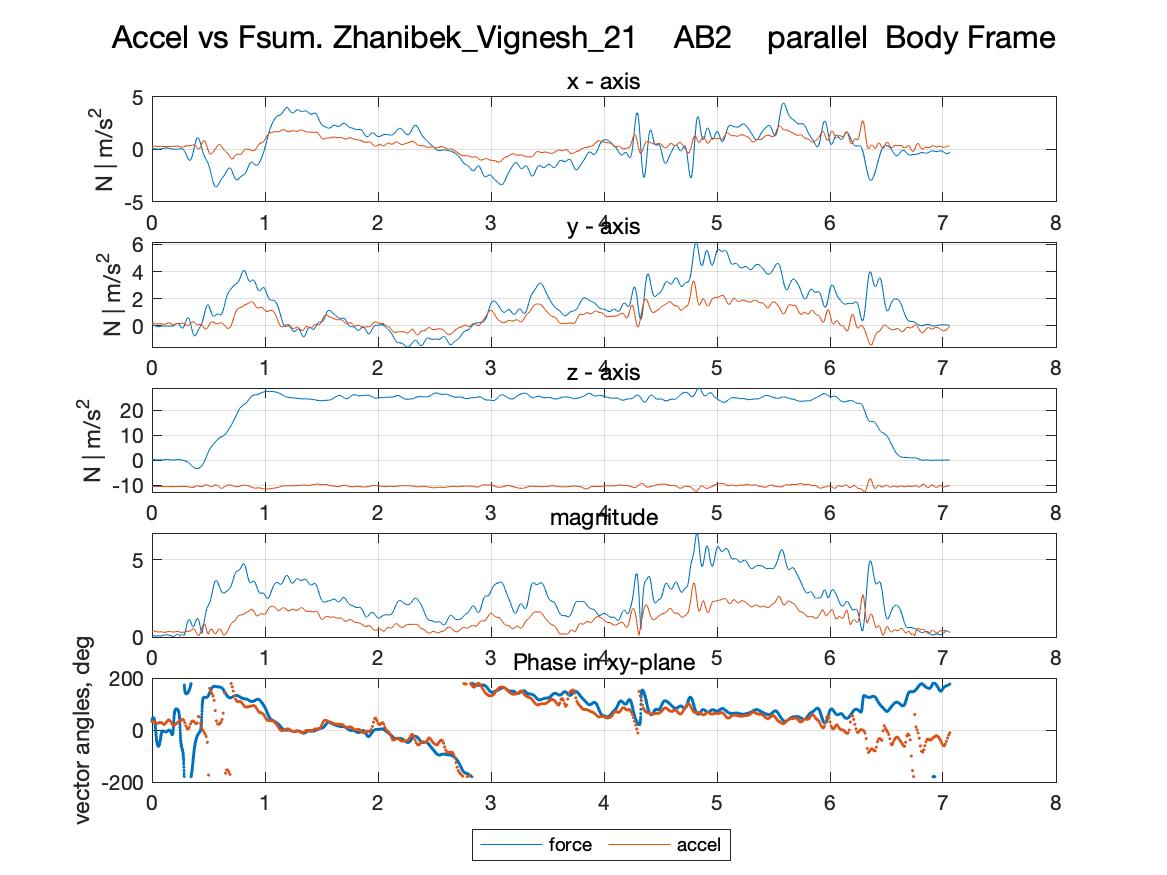 Accel vs Fsum. Zhanibek_Vignesh_21 AB2 parallel Body Frame
x - axis
N | m/s2
5
0
-5
0 1 2 3 4 5 6 7 8
y - axis
N | m/s2
6
4
2
0
0 1 2 3 4 5 6 7 8
z - axis
N | m/s2
20
10
0
-10
0 1 2 3 4 5 6 7 8
magnitude
5
0
0 1 2 3 4 5 6 7 8
Phase in xy-plane
vector angles, deg
200
0
-200
0 1 2 3 4 5 6 7 8
force accel